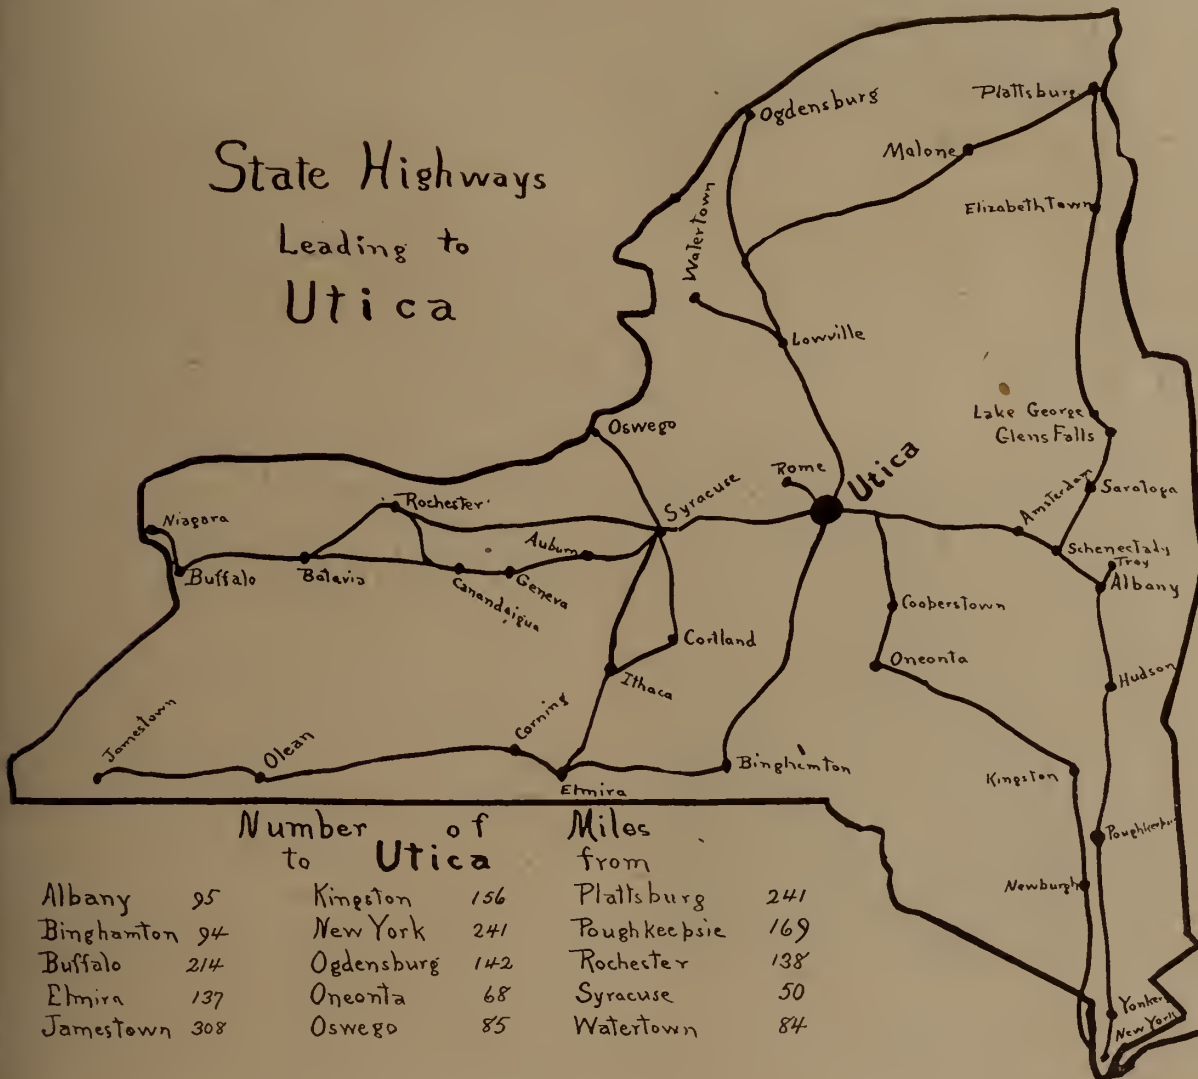 State Highways
Leading to
Utica
Ogdensburg
Plattsburg
Malone
Elizabeth Town
Watertown
Lowville
Lake George
Glens Falls
Oswego
Rome
Utica
Syracuse
Amsterdam
Saratoga
Rochester
Niagara
Auburn
Schenectady
Troy
Albany
Buffalo
Batavia
Canandaigua
Geneva
Cooperstown
Cortland
Oneonta
Ithaca
Hudson
Jamestown
Olean
Corning
Elmira
Binghamton
Kingston
Poughkeepsie
Newburgh
Yonkers
New York
Number of Miles
to Utica from
Albany 95 Kingston 156 Plattsburg 241
Binghamton 94 New York 241 Poughkeepsie 169
Buffalo 214 Ogdensburg 142 Rochester 138
Elmira 137 Oneonta 68 Syracuse 50
Jamestown 308 Oswego 85 Watertown 84